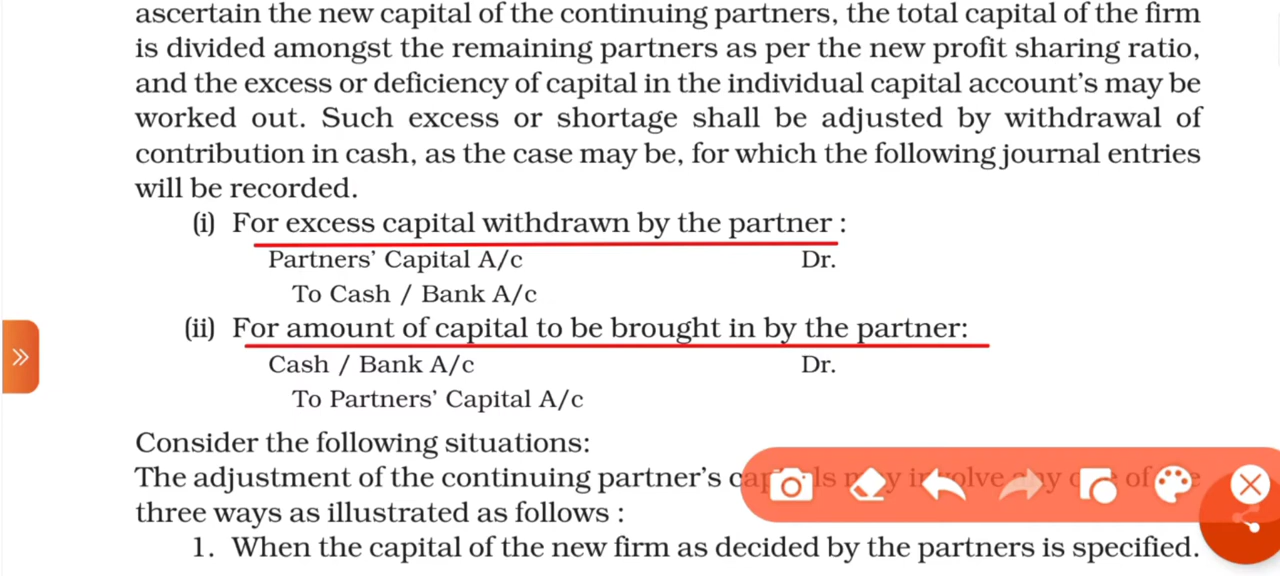 ascertain the new capital of the continuing partners, the total capital of the firm
is divided amongst the remaining partners as per the new profit sharing ratio,
and the excess or deficiency of capital in the individual capital account's may be
worked out. Such excess or shortage shall be adjusted by withdrawal of
contribution in cash, as the case may be, for which the following journal entries
will be recorded.
(i) For excess capital withdrawn by the partner :
Partners' Capital A/c Dr.
To Cash / Bank A/c
(ii) For amount of capital to be brought in by the partner:
Cash / Bank A/c Dr.
To Partners' Capital A/c
Consider the following situations:
The adjustment of the continuing partner's capitals may involve any of
three ways as illustrated as follows :
1. When the capital of the new firm as decided by the partners is specified.